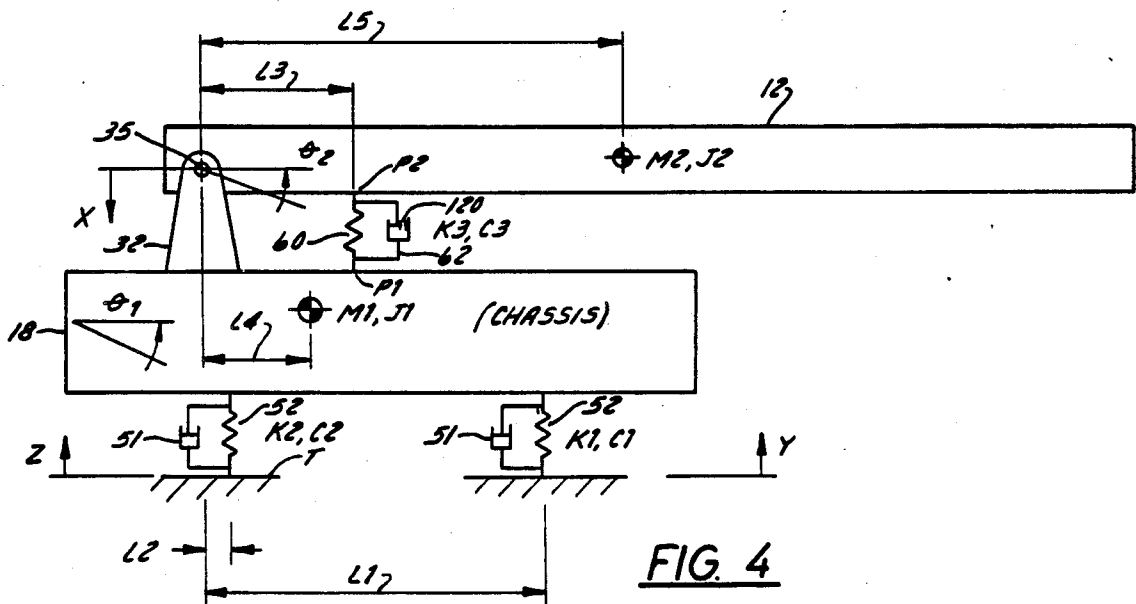 L5
L3
12
35
θ2
P2
M2, J2
X
120
K3, C3
32
60
62
P1
θ1
M1, J1
(CHASSIS)
18
L4
52
52
51
K2, C2
51
K1, C1
Z
T
Y
L2
L1
FIG. 4